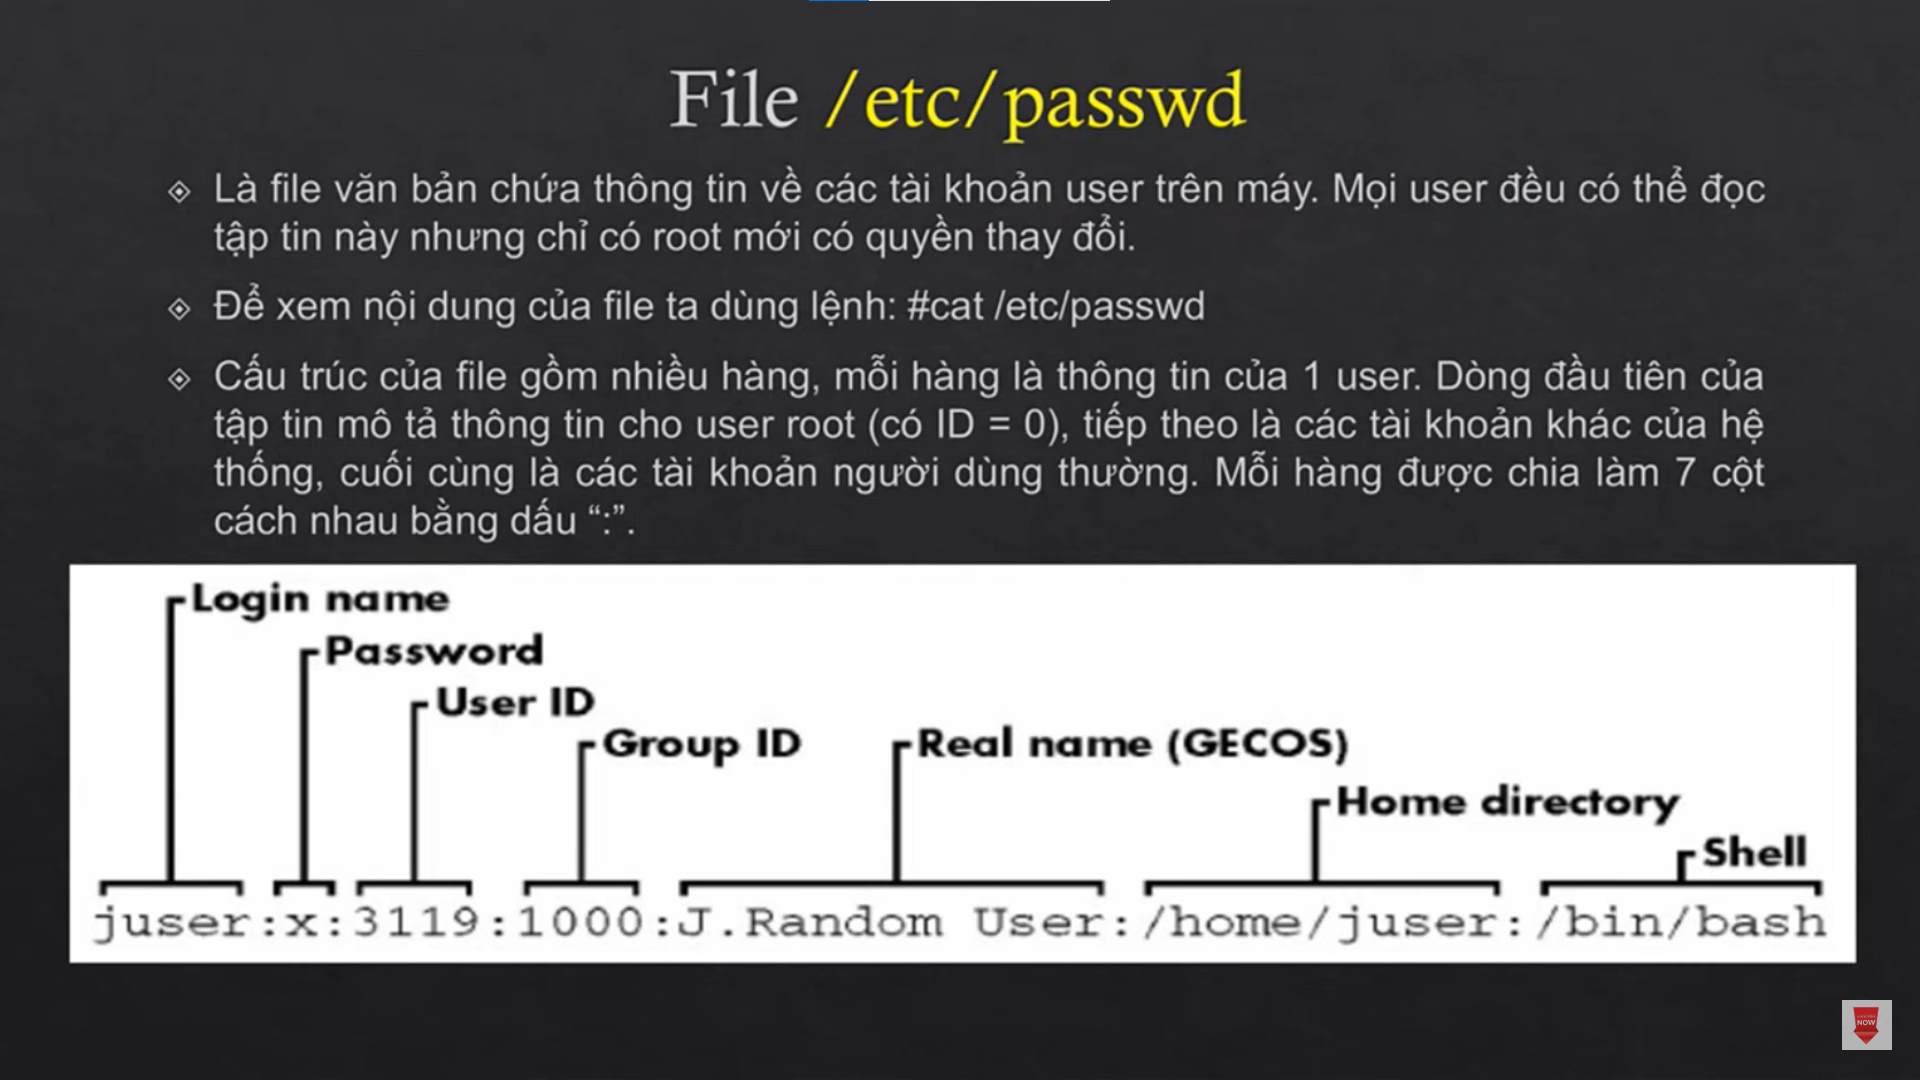 File /etc/passwd
Là file văn bản chứa thông tin về các tài khoản user trên máy. Mọi user đều có thể đọc
tập tin này nhưng chỉ có root mới có quyền thay đổi.
Để xem nội dung của file ta dùng lệnh: #cat /etc/passwd
Cấu trúc của file gồm nhiều hàng, mỗi hàng là thông tin của 1 user. Dòng đầu tiên của
tập tin mô tả thông tin cho user root (có ID = 0), tiếp theo là các tài khoản khác của hệ
thống, cuối cùng là các tài khoản người dùng thường. Mỗi hàng được chia làm 7 cột
cách nhau bằng dấu “:”.
Login name
Password
User ID
Group ID
Real name (GECOS)
Home directory
Shell
juser:x:3119:1000:J.Random User:/home/juser:/bin/bash
NOW